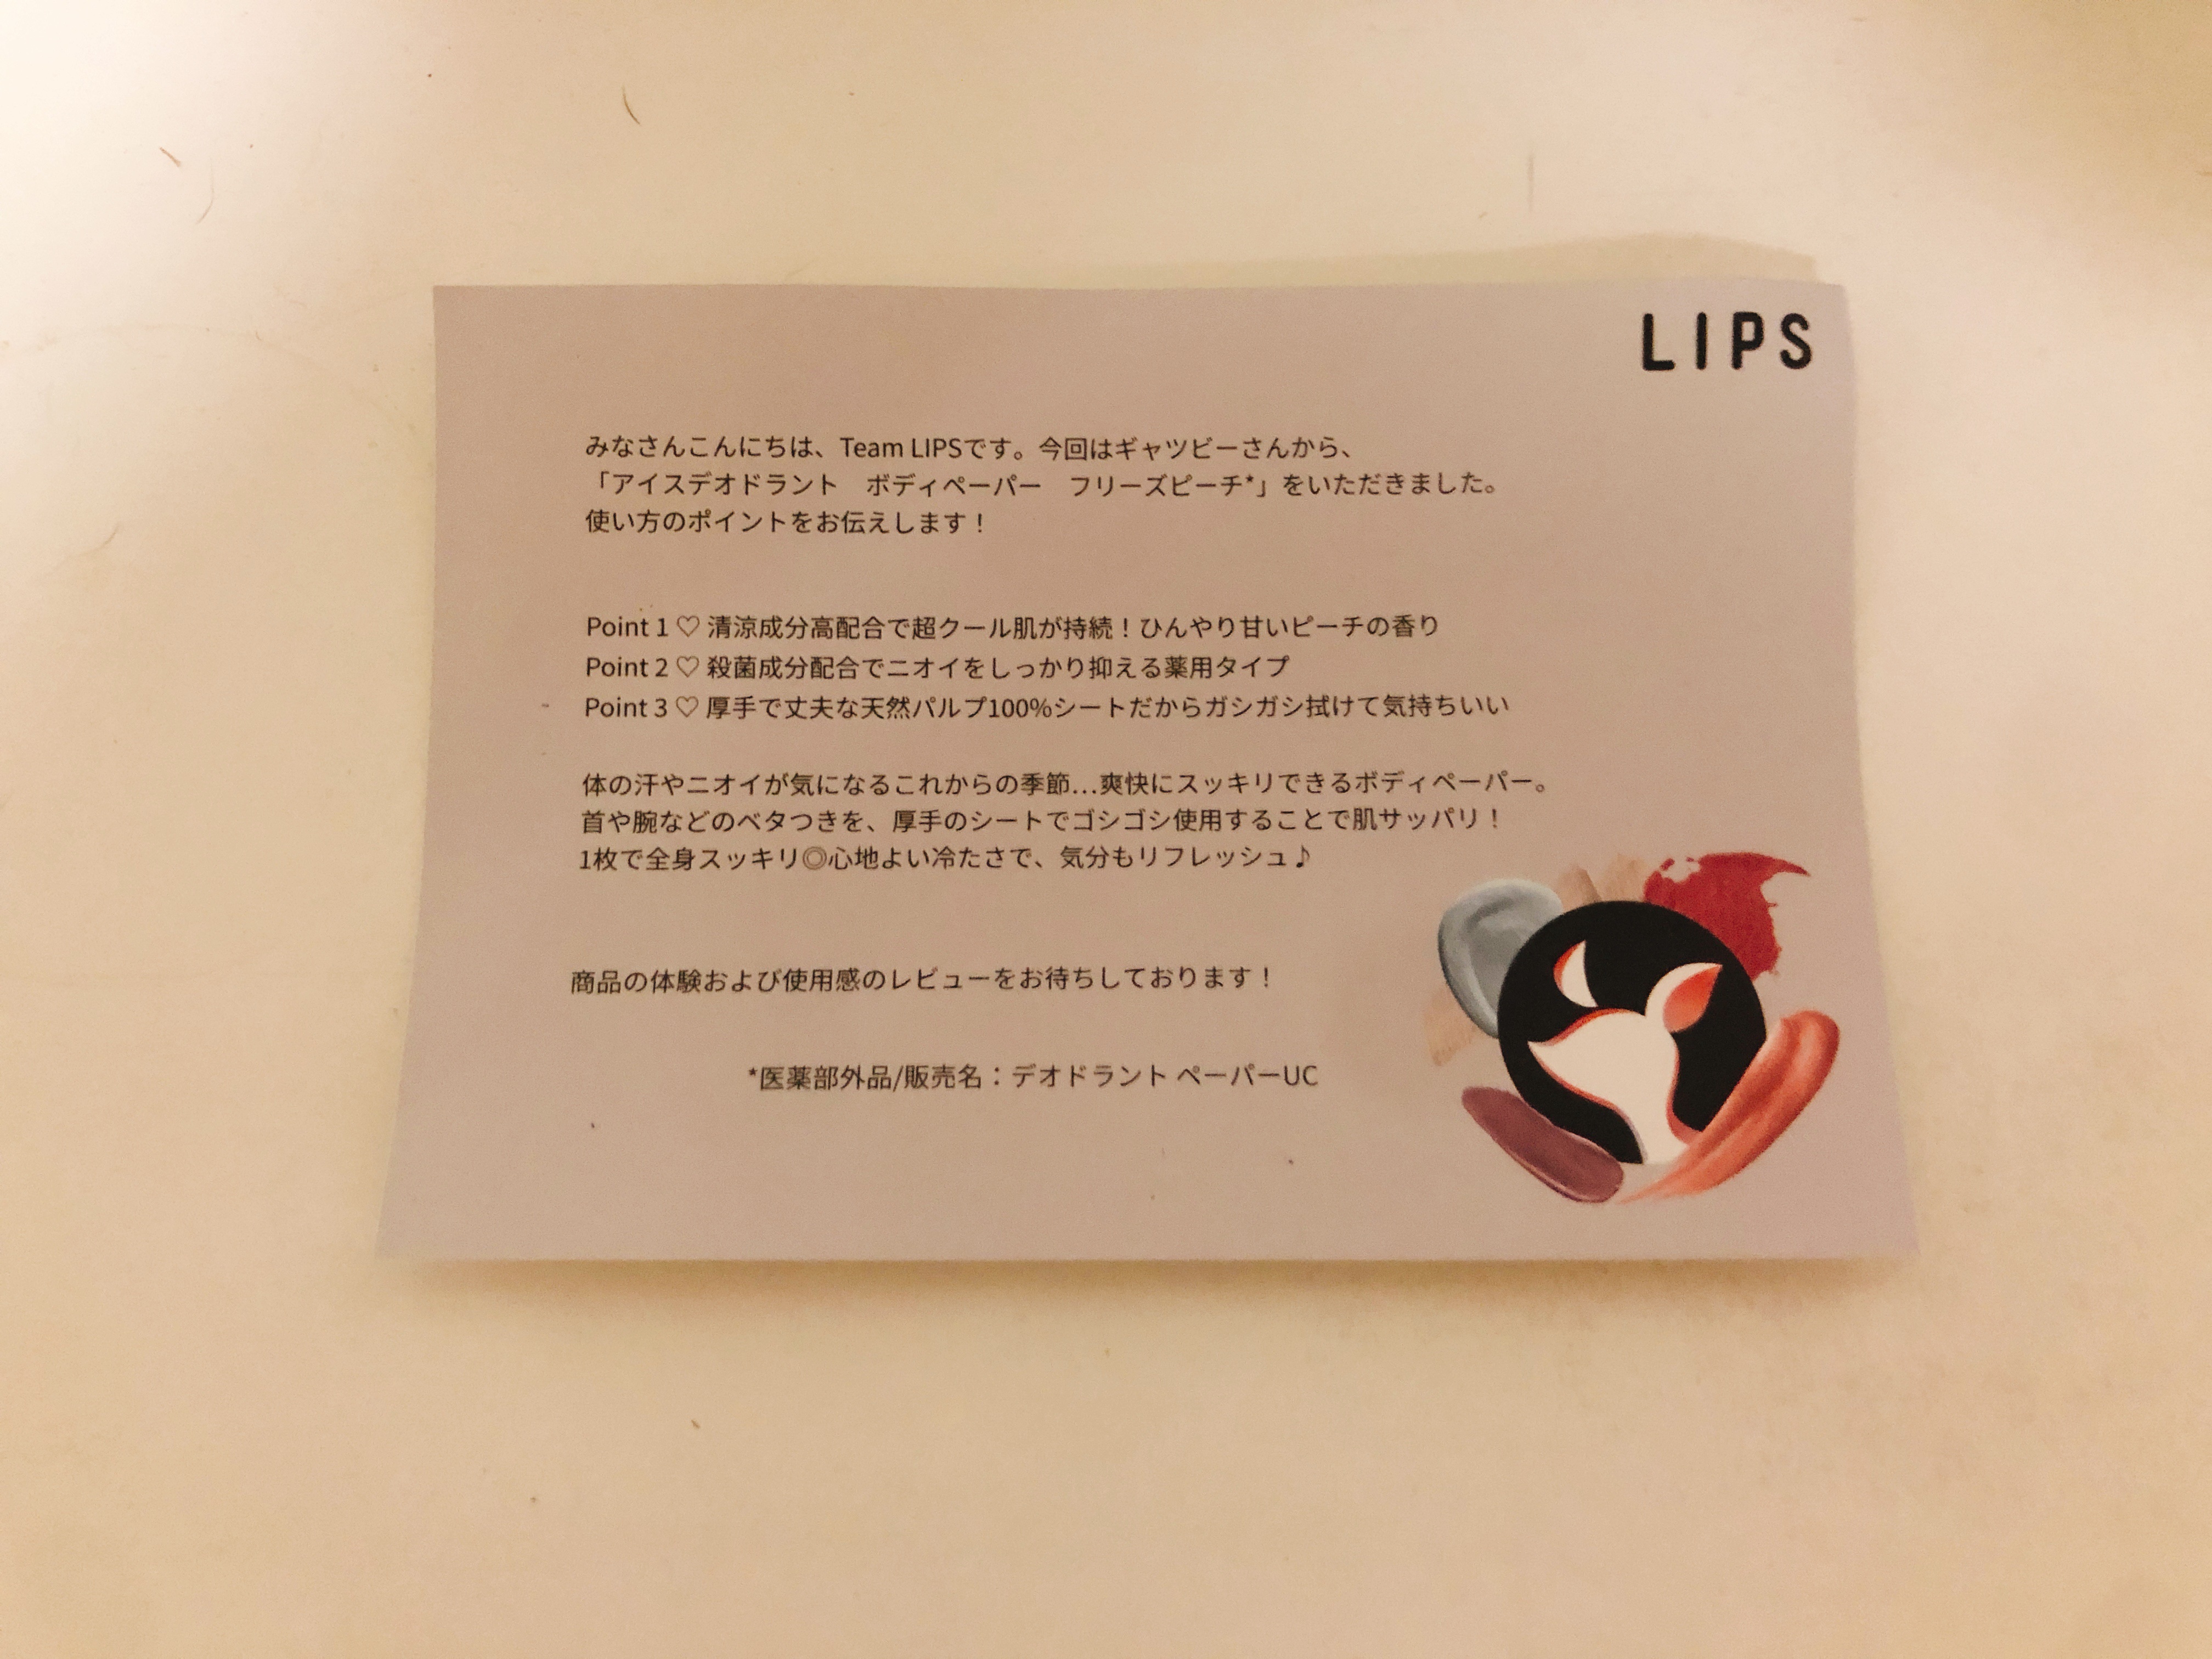 LIPS
みなさんこんにちは、Team LIPSです。今回はギャツビーさんから、
「アイスデオドラント　ボディペーパー　フリーズピーチ*」をいただきました。
使い方のポイントをお伝えします！
Point 1 ♡ 清涼成分高配合で超クール肌が持続！ひんやり甘いピーチの香り
Point 2 ♡ 殺菌成分配合でニオイをしっかり抑える薬用タイプ
Point 3 ♡ 厚手で丈夫な天然パルプ100%シートだからガシガシ拭けて気持ちいい
体の汗やニオイが気になるこれからの季節…爽快にスッキリできるボディペーパー。
首や腕などのベタつきを、厚手のシートでゴシゴシ使用することで肌サッパリ！
1枚で全身スッキリ◎心地よい冷たさで、気分もリフレッシュ♪
商品の体験および使用感のレビューをお待ちしております！
*医薬部外品/販売名：デオドラント ペーパーUC